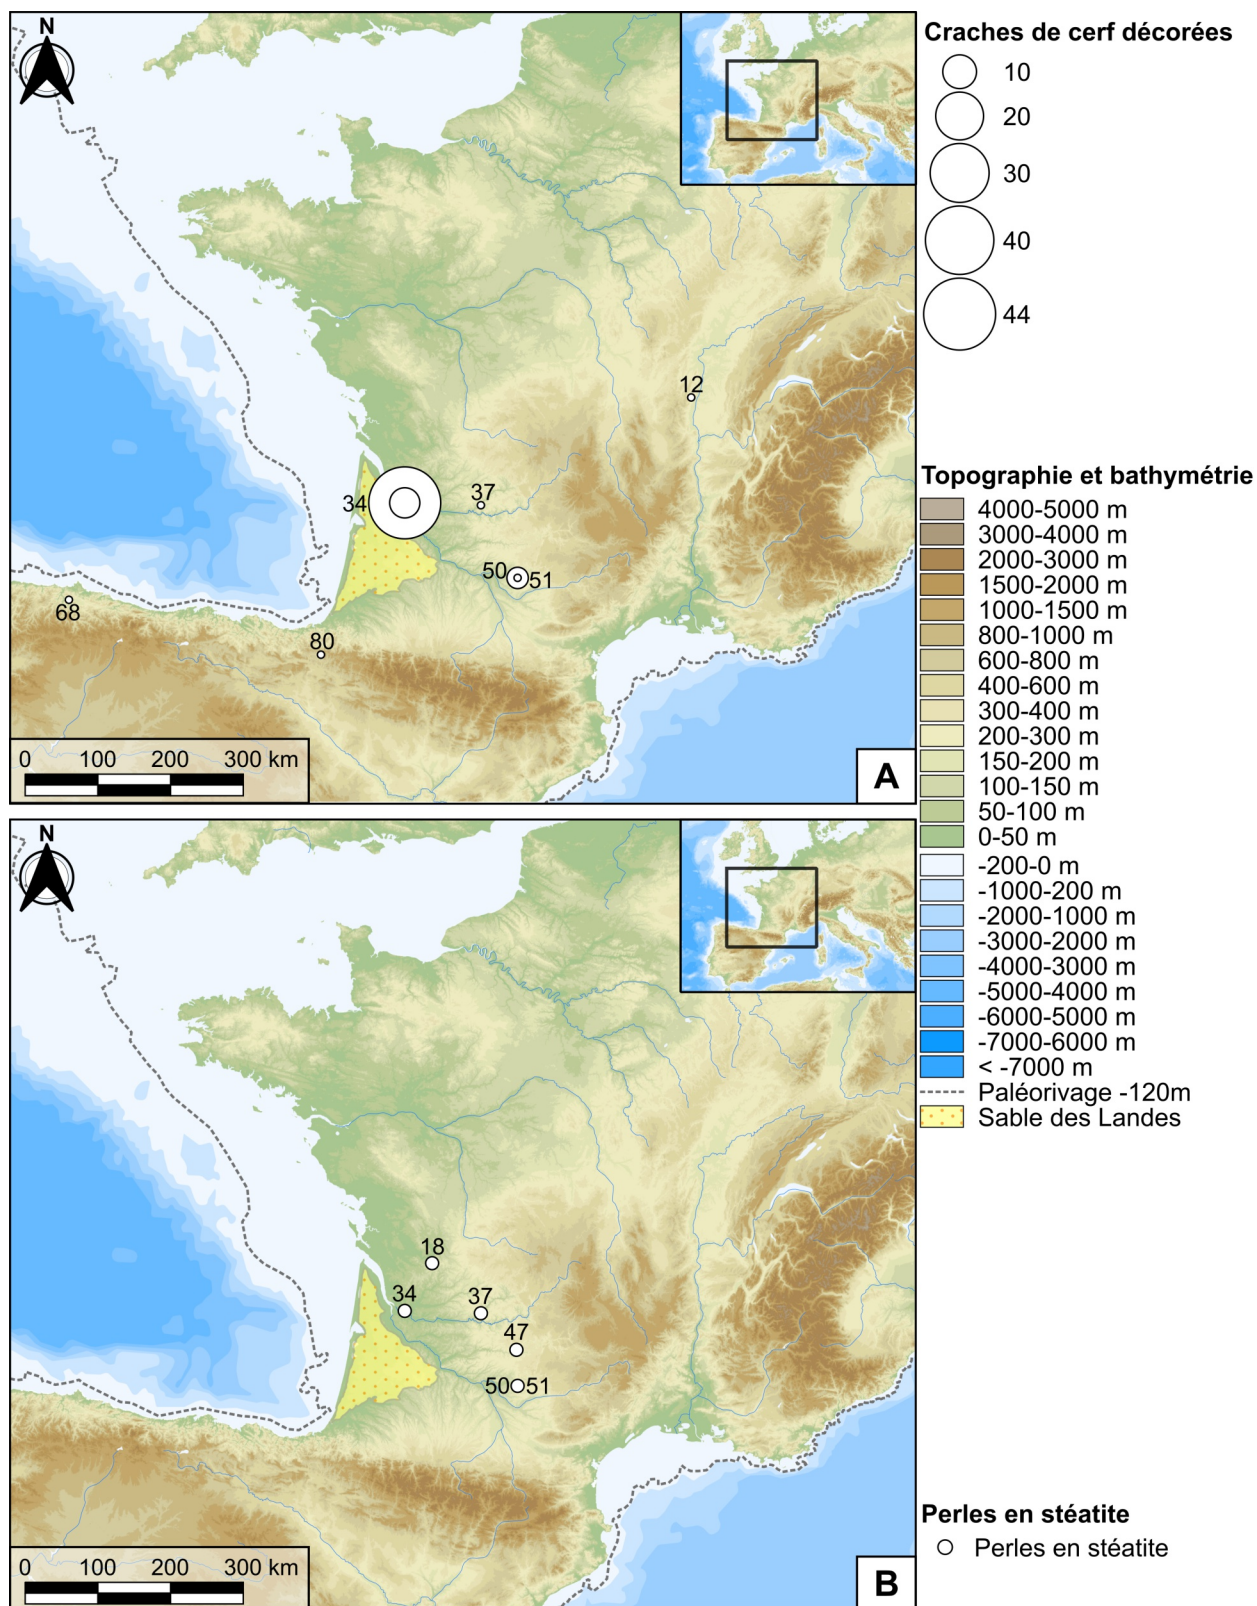 N
12
34
37
50
51
68
80
0 100 200 300 km
A
N
18
34
37
47
50
51
0 100 200 300 km
B
Craches de cerf décorées
10
20
30
40
44
Topographie et bathymétrie
4000-5000 m
3000-4000 m
2000-3000 m
1500-2000 m
1000-1500 m
800-1000 m
600-800 m
400-600 m
300-400 m
200-300 m
150-200 m
100-150 m
50-100 m
0-50 m
-200-0 m
-1000-200 m
-2000-1000 m
-3000-2000 m
-4000-3000 m
-5000-4000 m
-6000-5000 m
-7000-6000 m
< -7000 m
Paléorivage -120m
Sable des Landes
Perles en stéatite
Perles en stéatite